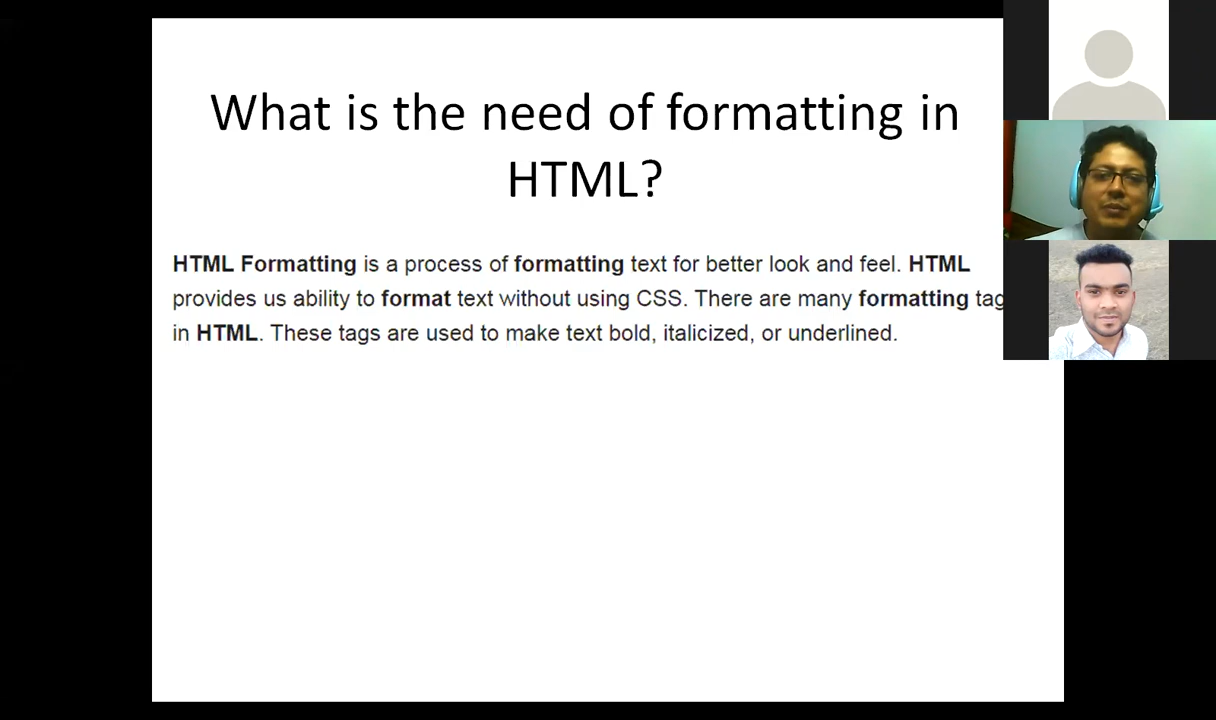 What is the need of formatting in
HTML?
HTML Formatting is a process of formatting text for better look and feel. HTML
provides us ability to format text without using CSS. There are many formatting tag
in HTML. These tags are used to make text bold, italicized, or underlined.